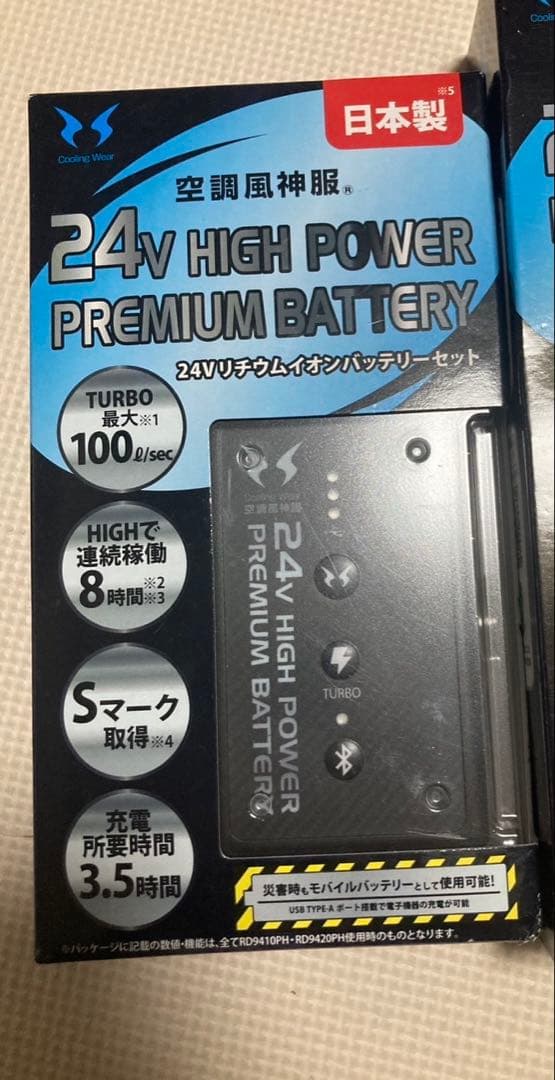 ※5
日本製
Cooling Wear
空調風神服®
24V HIGH POWER
PREMIUM BATTERY
24Vリチウムイオンバッテリーセット
TURBO
最大※1
100ℓ/sec
HIGHで
連続稼働
8時間※2
※3
Sマーク
取得※4
充電
所要時間
3.5時間
Cooling Wear
空調風神服
24V HIGH POWER
PREMIUM BATTERY
TURBO
災害時もモバイルバッテリーとして使用可能!
USB TYPE-A ポート搭載で電子機器の充電が可能
※パッケージに記載の数値・機能は、全てRD9410PH・RD9420PH使用時のものとなります。